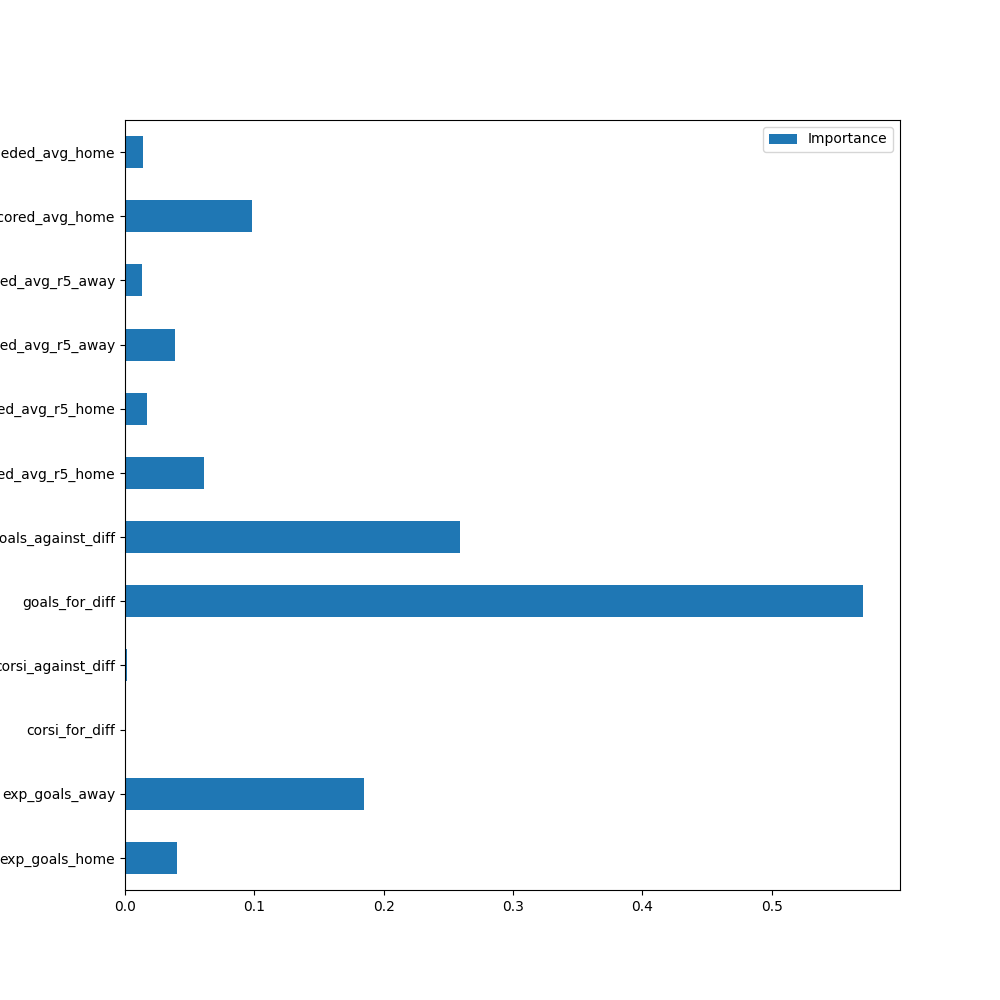 Importance
eded_avg_home
cored_avg_home
ed_avg_r5_away
ed_avg_r5_away
ed_avg_r5_home
ed_avg_r5_home
oals_against_diff
goals_for_diff
corsi_against_diff
corsi_for_diff
exp_goals_away
exp_goals_home
0.0 0.1 0.2 0.3 0.4 0.5